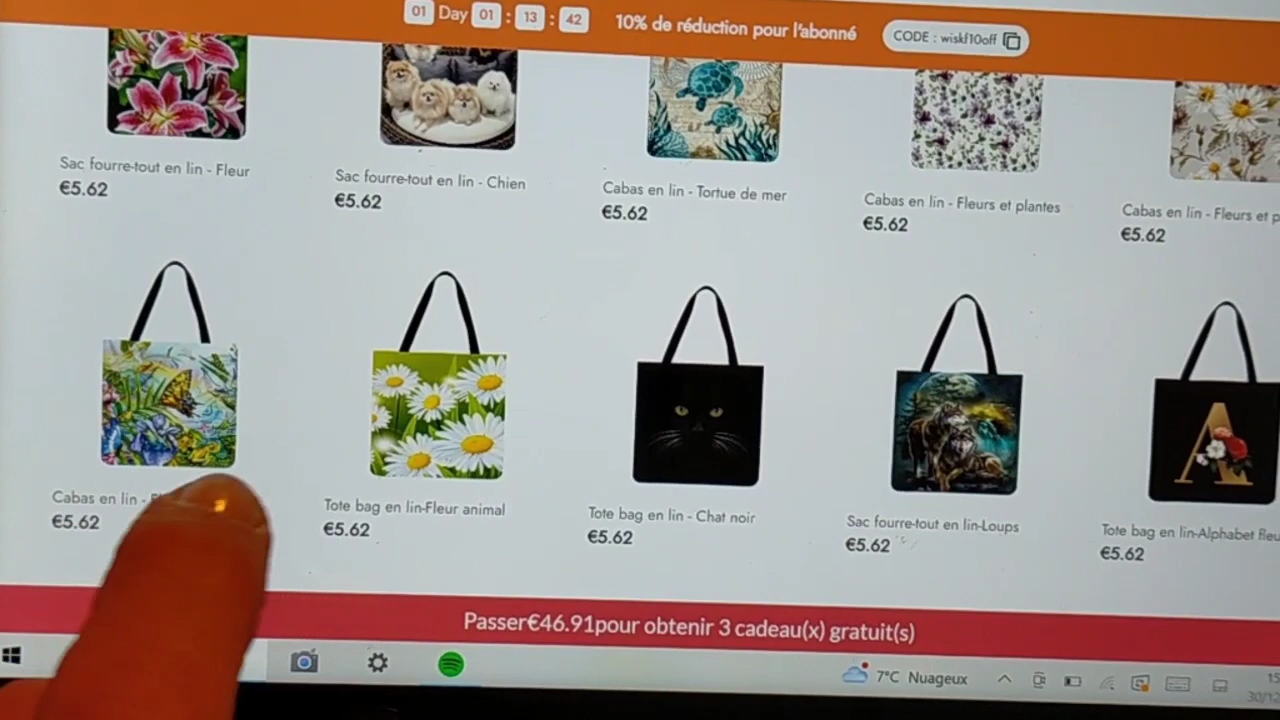 01 Day 01 : 13 : 42 10% de réduction pour l'abonné CODE : wiskf10off
Sac fourre-tout en lin - Fleur
€5.62
Sac fourre-tout en lin - Chien
€5.62
Cabas en lin - Tortue de mer
€5.62
Cabas en lin - Fleurs et plantes
€5.62
Cabas en lin - Fleurs et
€5.62
Cabas en lin -
€5.62
Tote bag en lin-Fleur animal
€5.62
Tote bag en lin - Chat noir
€5.62
Sac fourre-tout en lin-Loups
€5.62
A
Tote bag en lin-Alphabet
€5.62
Passer€46.91pour obtenir 3 cadeau(x) gratuit(s)
7°C Nuageux